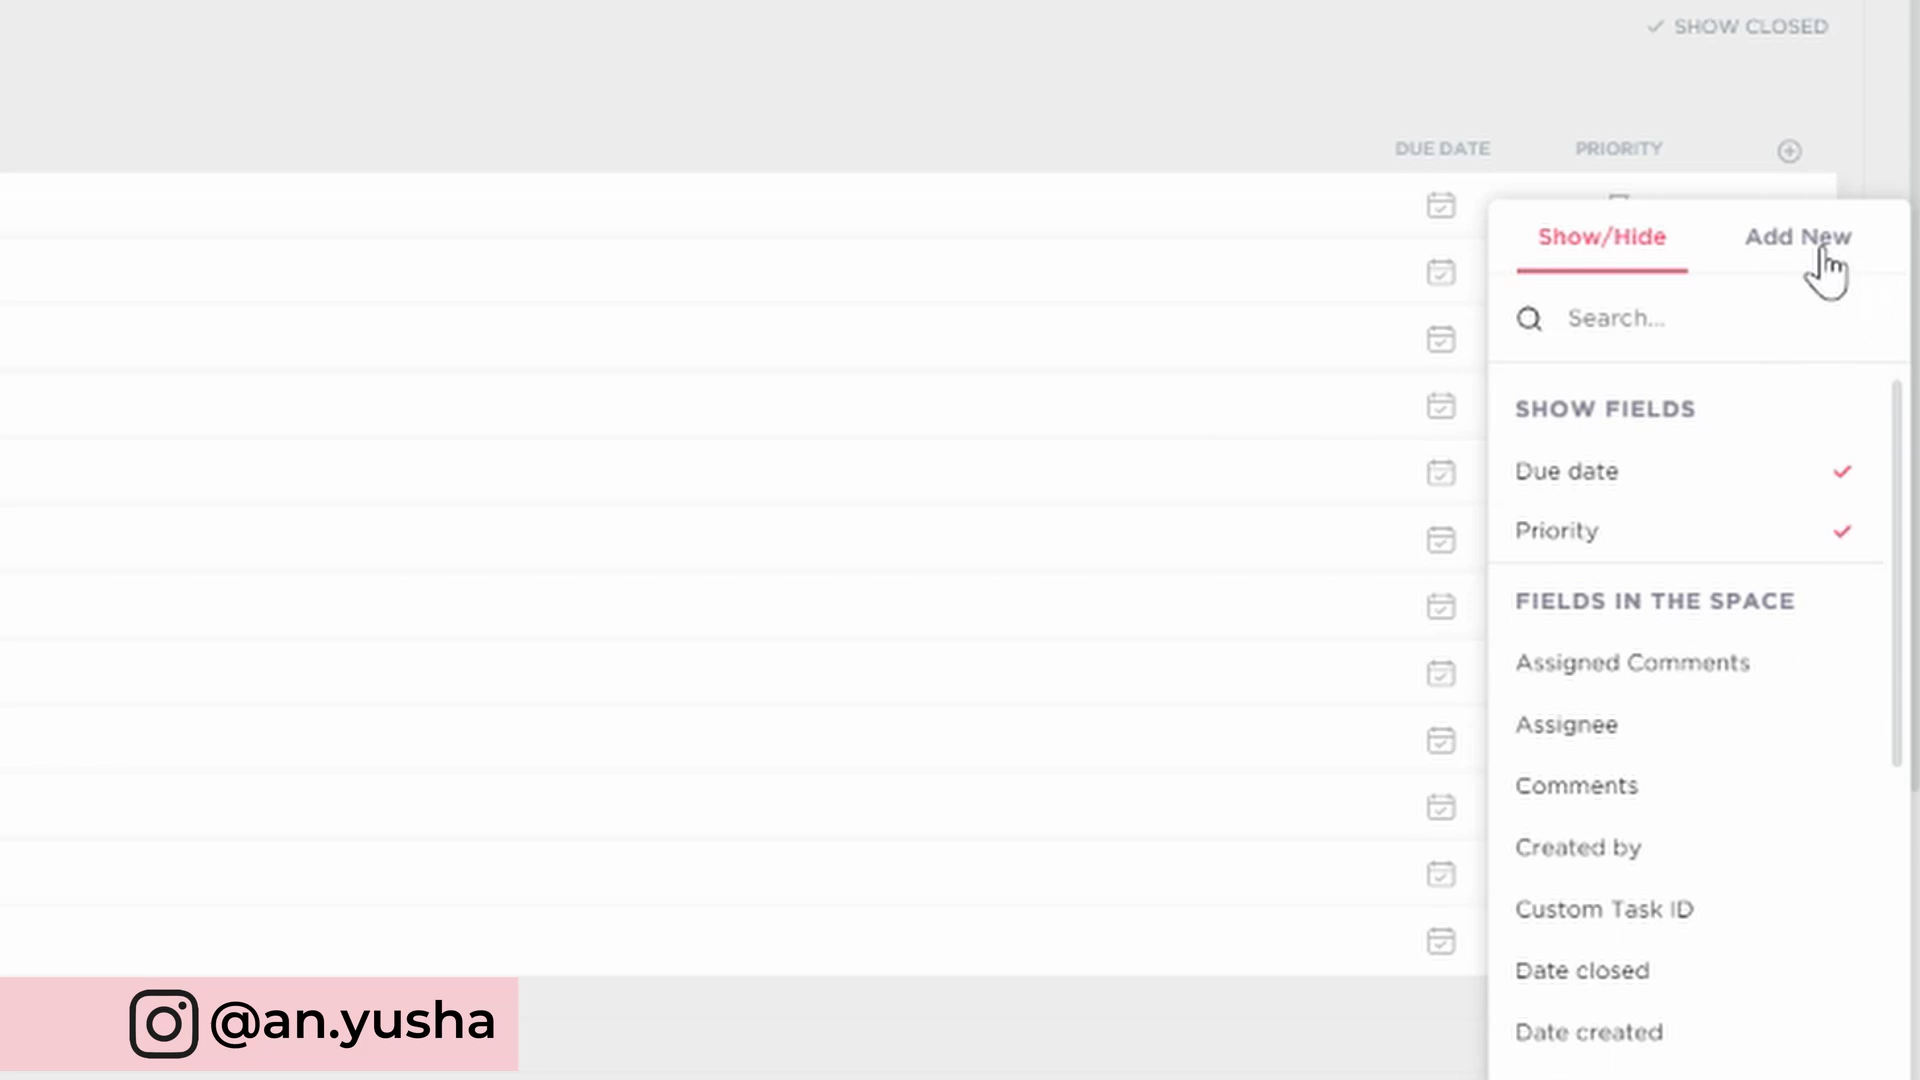 SHOW CLOSED
DUE DATE PRIORITY
Show/Hide Add New
Search...
SHOW FIELDS
Due date
Priority
FIELDS IN THE SPACE
Assigned Comments
Assignee
Comments
Created by
Custom Task ID
Date closed
Date created
@an.yusha